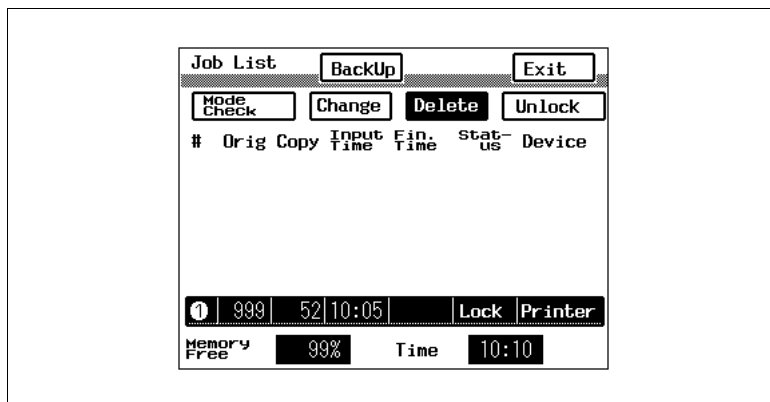 Job List BackUp Exit
Mode Check Change Delete Unlock
# Orig Copy Input Time Fin. Time Stat-us Device
1 999 52 10:05 Lock Printer
Memory Free 99% Time 10:10